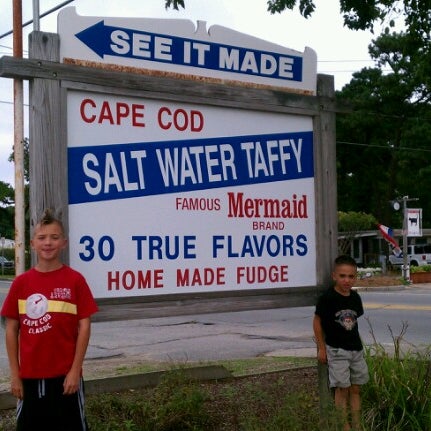 SEE IT MADE
CAPE COD
SALT WATER TAFFY
FAMOUS Mermaid
BRAND
30 TRUE FLAVORS
HOME MADE FUDGE
CAPE COD
CLASSIC